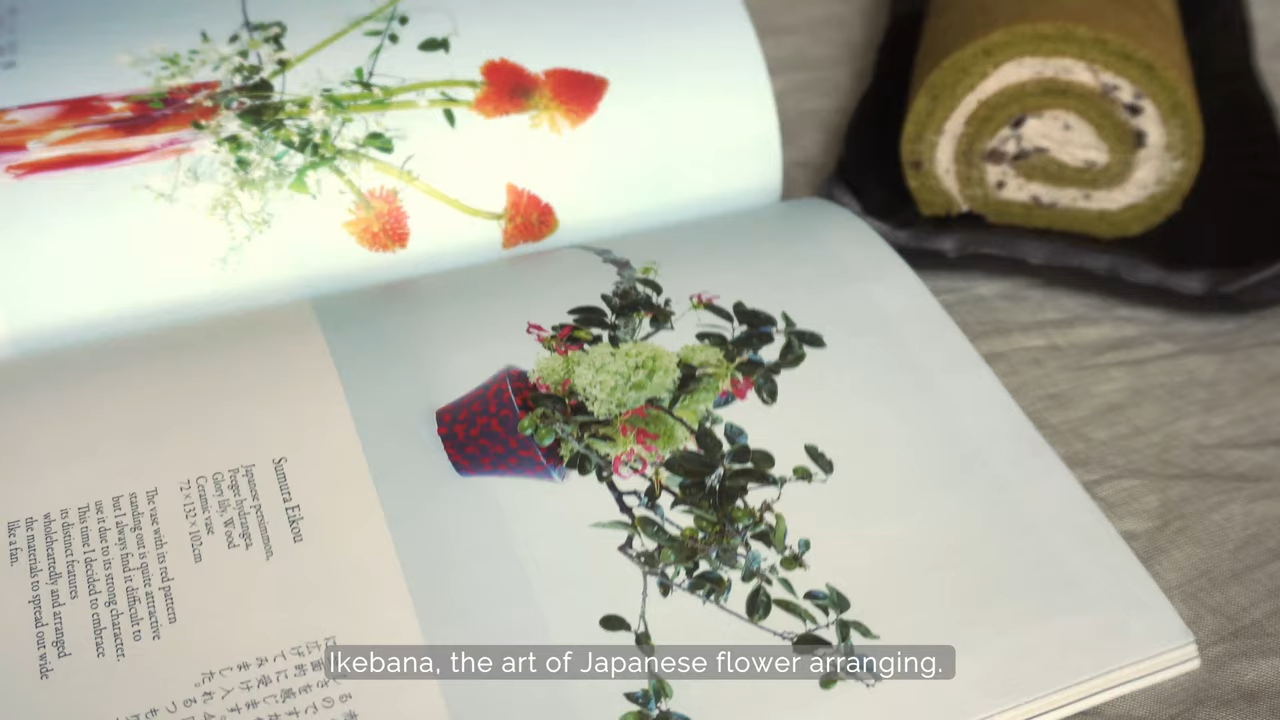 Sumura Eikou
Japanese persimmon,
Peegee hydrangea,
Glory lily, Wood
Ceramic vase
72 × 132 × 102cm
The vase with its red pattern
standing out is quite attractive
but I always find it difficult to
use it due to its strong character.
This time I decided to embrace
its distinct features
wholeheartedly and arranged
the materials to spread out wide
like a fan.
Ikebana, the art of Japanese flower arranging.